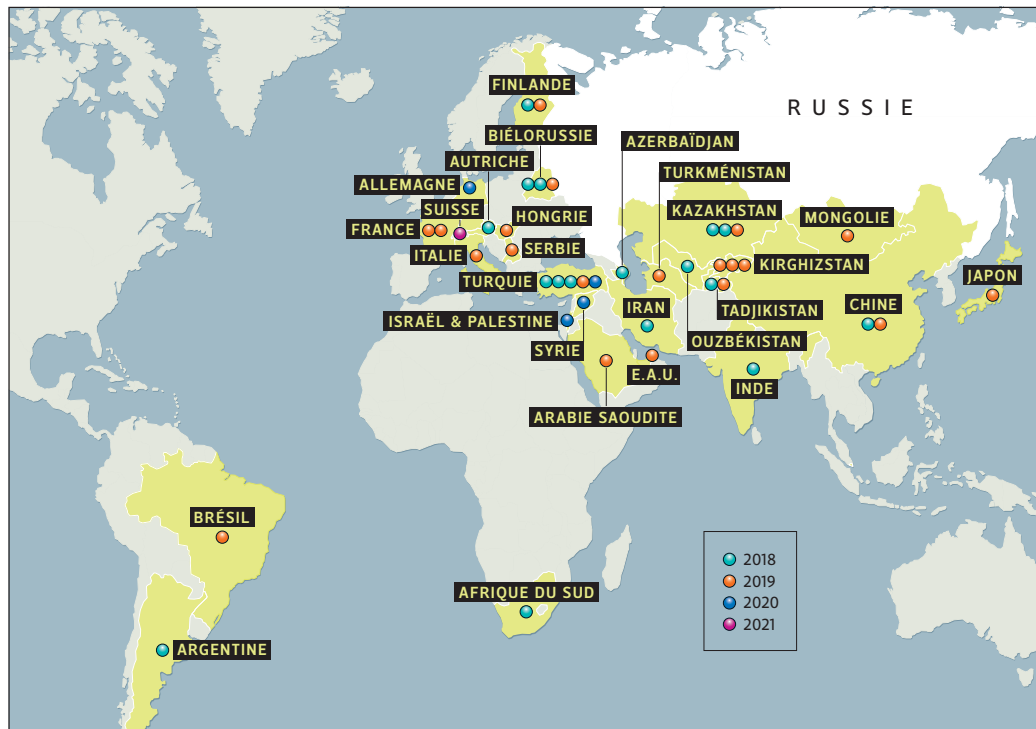 FINLANDE
RUSSIE
BIÉLORUSSIE
AZERBAÏDJAN
AUTRICHE
TURKMÉNISTAN
ALLEMAGNE
SUISSE
KAZAKHSTAN
HONGRIE
MONGOLIE
FRANCE
SERBIE
ITALIE
KIRGHIZSTAN
JAPON
TURQUIE
IRAN
TADJIKISTAN
CHINE
ISRAËL & PALESTINE
OUZBÉKISTAN
SYRIE
E.A.U.
INDE
ARABIE SAOUDITE
BRÉSIL
AFRIQUE DU SUD
ARGENTINE
2018
2019
2020
2021